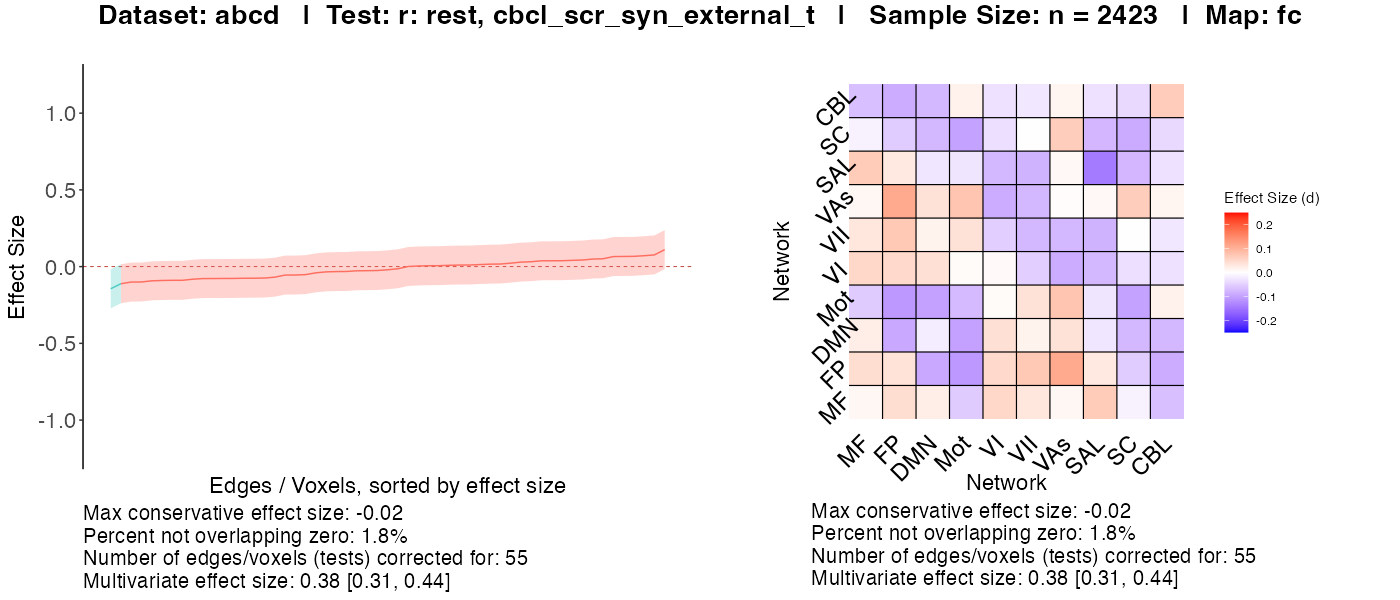 Dataset: abcd | Test: r: rest, cbcl_scr_syn_external_t | Sample Size: n = 2423 | Map: fc
Effect Size
1.0
0.5
0.0
-0.5
-1.0
Edges / Voxels, sorted by effect size
Max conservative effect size: -0.02
Percent not overlapping zero: 1.8%
Number of edges/voxels (tests) corrected for: 55
Multivariate effect size: 0.38 [0.31, 0.44]
Network
CBL
SC
SAL
VAs
VII
VI
Mot
DMN
FP
MF
MF FP DMN Mot VI VII VAs SAL SC CBL
Network
Effect Size (d)
0.2
0.1
0.0
-0.1
-0.2
Max conservative effect size: -0.02
Percent not overlapping zero: 1.8%
Number of edges/voxels (tests) corrected for: 55
Multivariate effect size: 0.38 [0.31, 0.44]